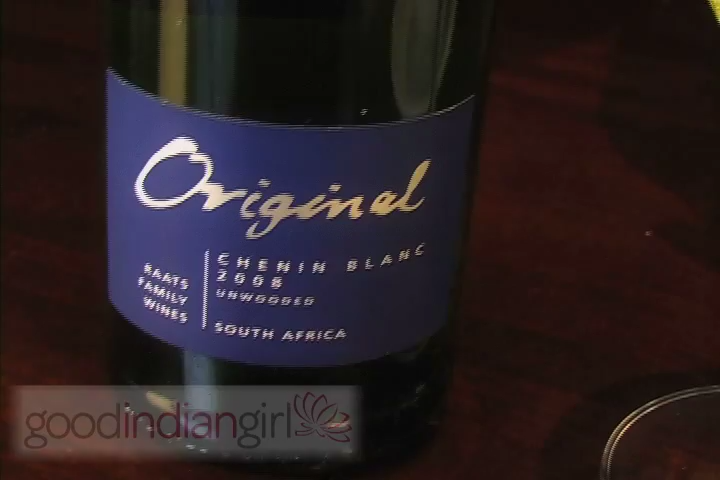 Original
RAATS
FAMILY
WINES
CHENIN BLANC
2008
UNWOODED
SOUTH AFRICA
goodindiangirl